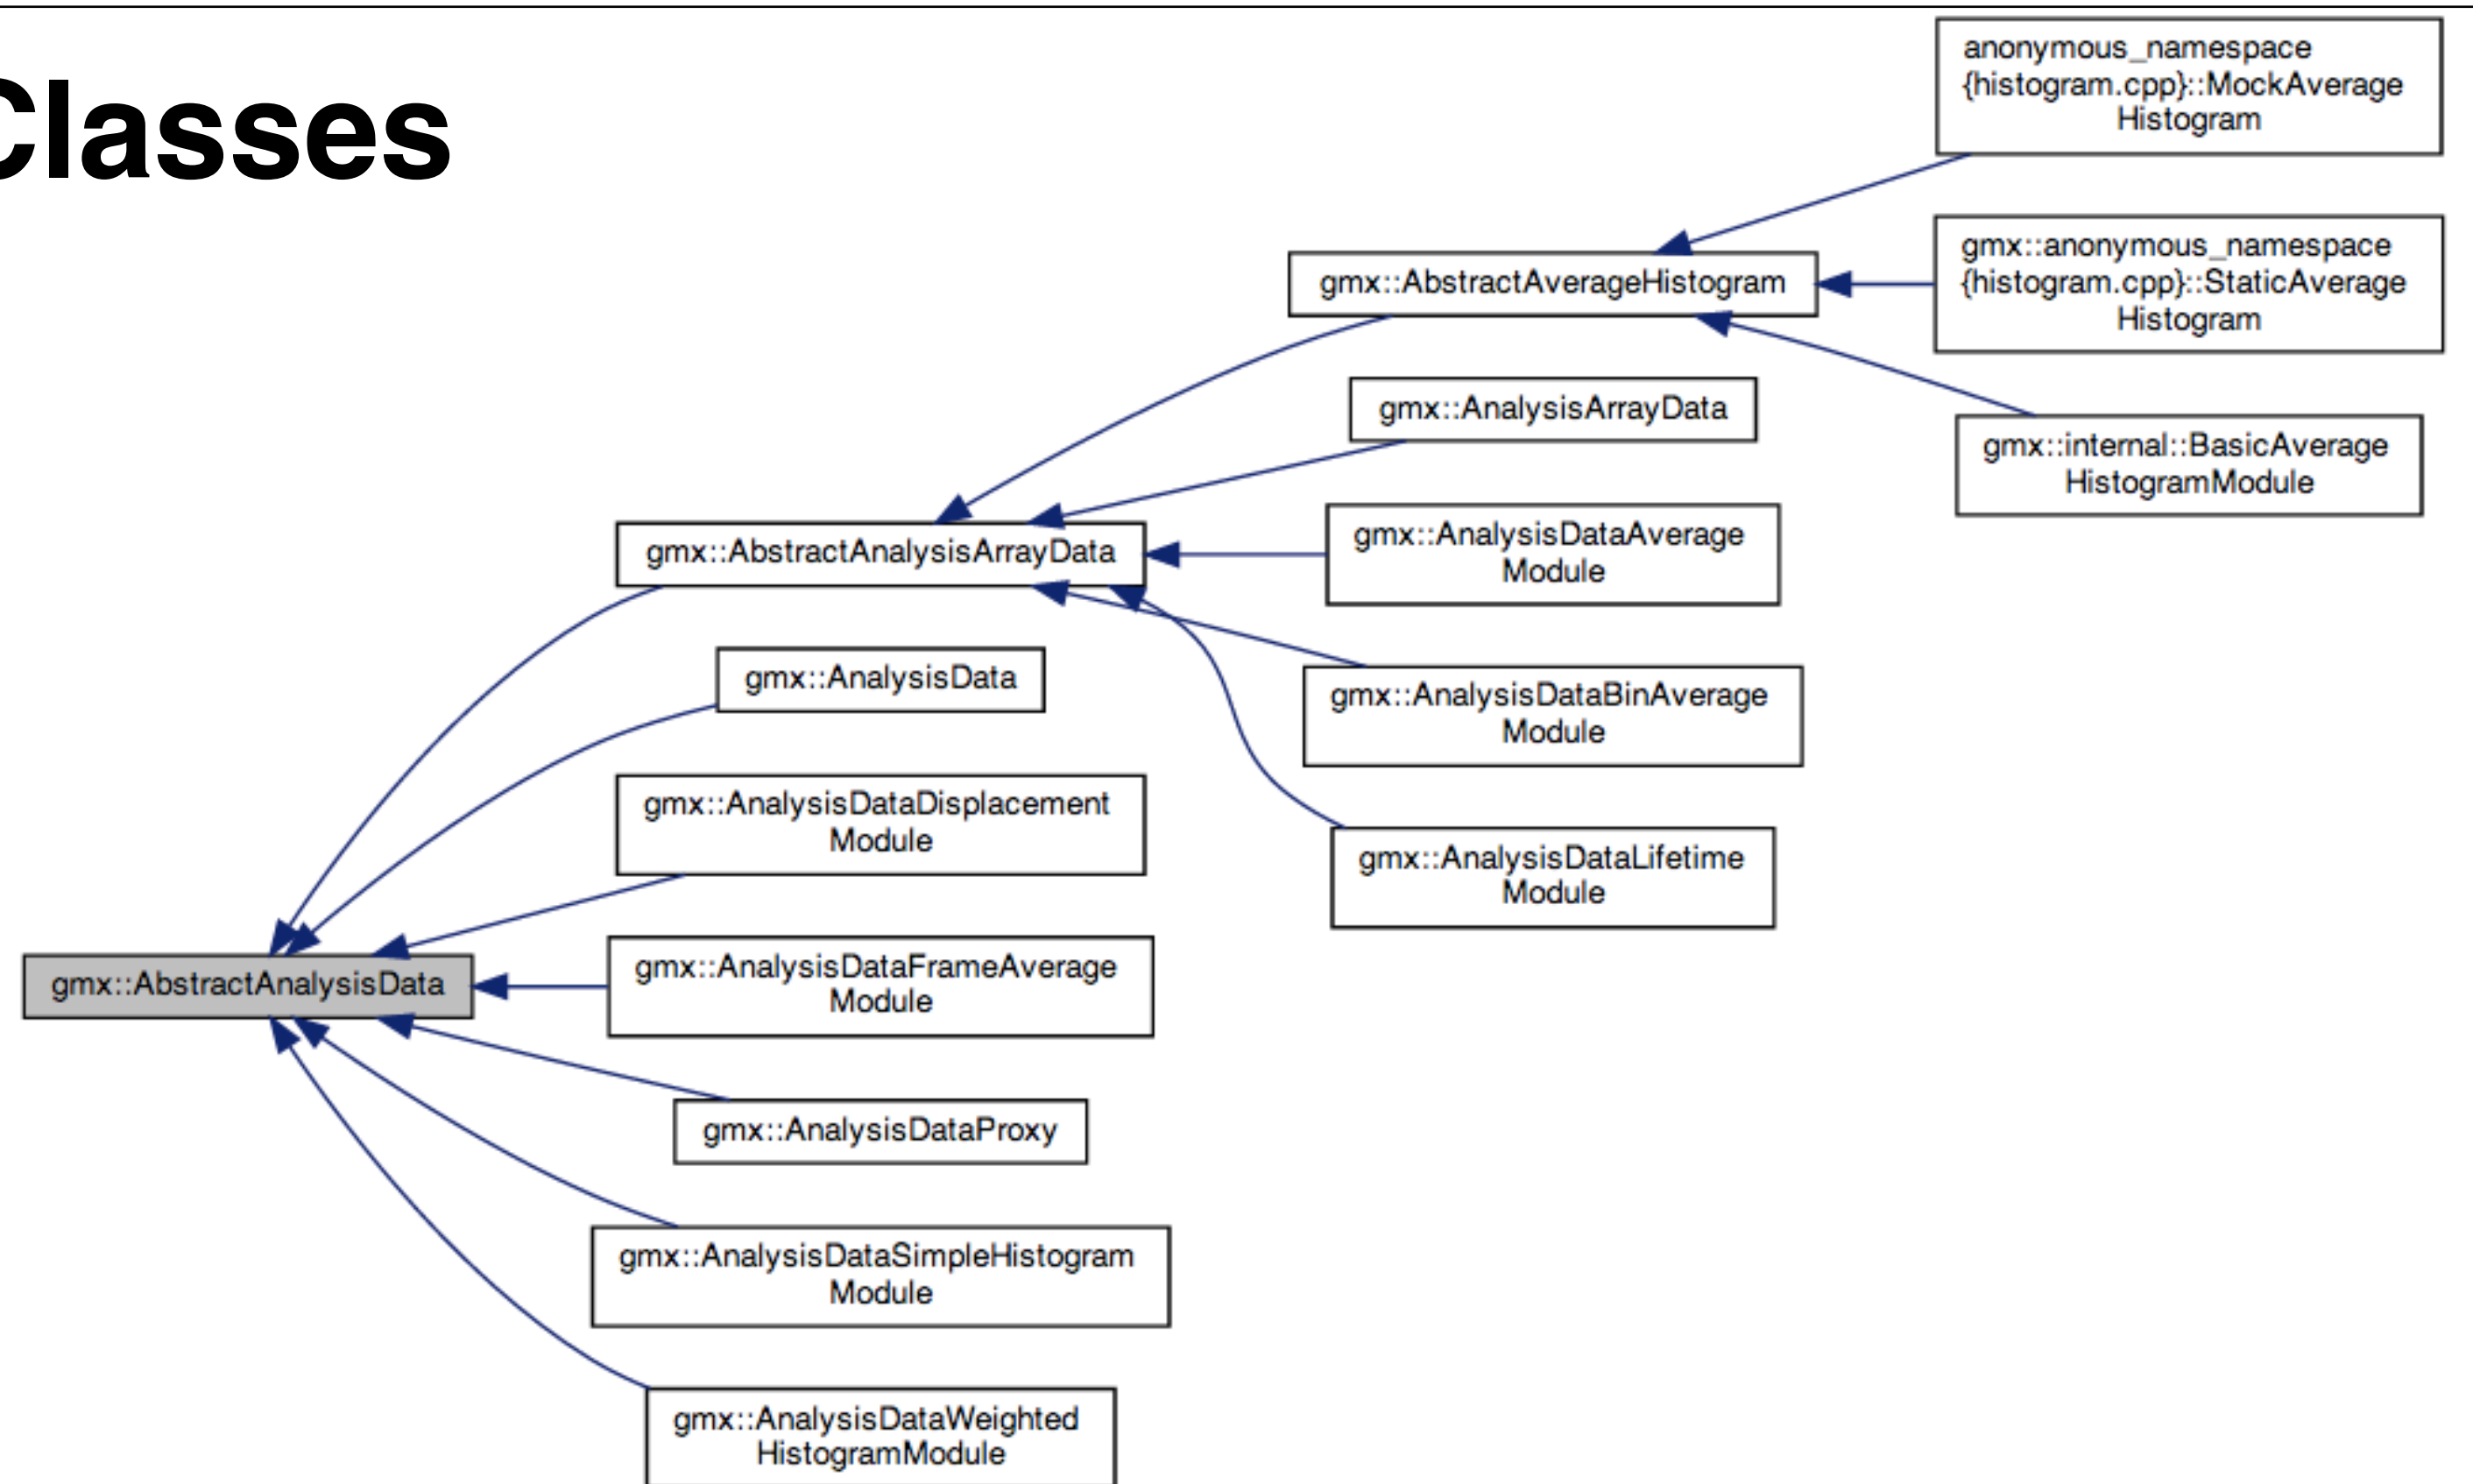 Classes
anonymous_namespace
{histogram.cpp}::MockAverage
Histogram
gmx::anonymous_namespace
{histogram.cpp}::StaticAverage
Histogram
gmx::internal::BasicAverage
HistogramModule
gmx::AbstractAverageHistogram
gmx::AnalysisArrayData
gmx::AnalysisDataAverage
Module
gmx::AnalysisDataBinAverage
Module
gmx::AnalysisDataLifetime
Module
gmx::AbstractAnalysisArrayData
gmx::AnalysisData
gmx::AnalysisDataDisplacement
Module
gmx::AnalysisDataFrameAverage
Module
gmx::AnalysisDataProxy
gmx::AnalysisDataSimpleHistogram
Module
gmx::AnalysisDataWeighted
HistogramModule
gmx::AbstractAnalysisData